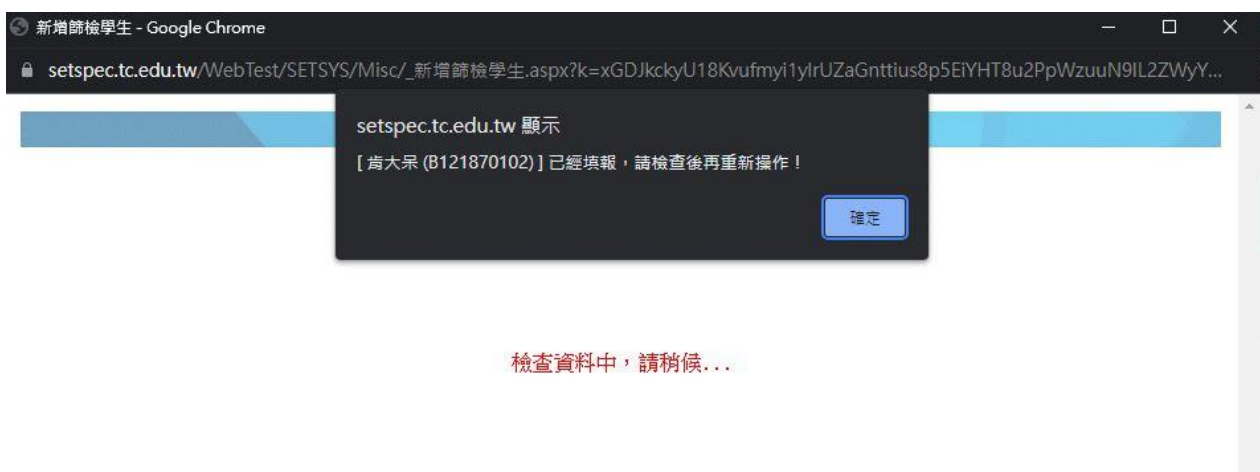 新增篩檢學生 - Google Chrome
setspec.tc.edu.tw/WebTest/SETSYS/Misc/_新增篩檢學生.aspx?k=xGDJkckyU18Kvufmyi1yIrUZaGnttius8p5EiYHT8u2PpWzuuN9IL2ZWyY...
setspec.tc.edu.tw 顯示
[ 肯大呆 (B121870102) ] 已經填報，請檢查後再重新操作！
確定
檢查資料中，請稍候...